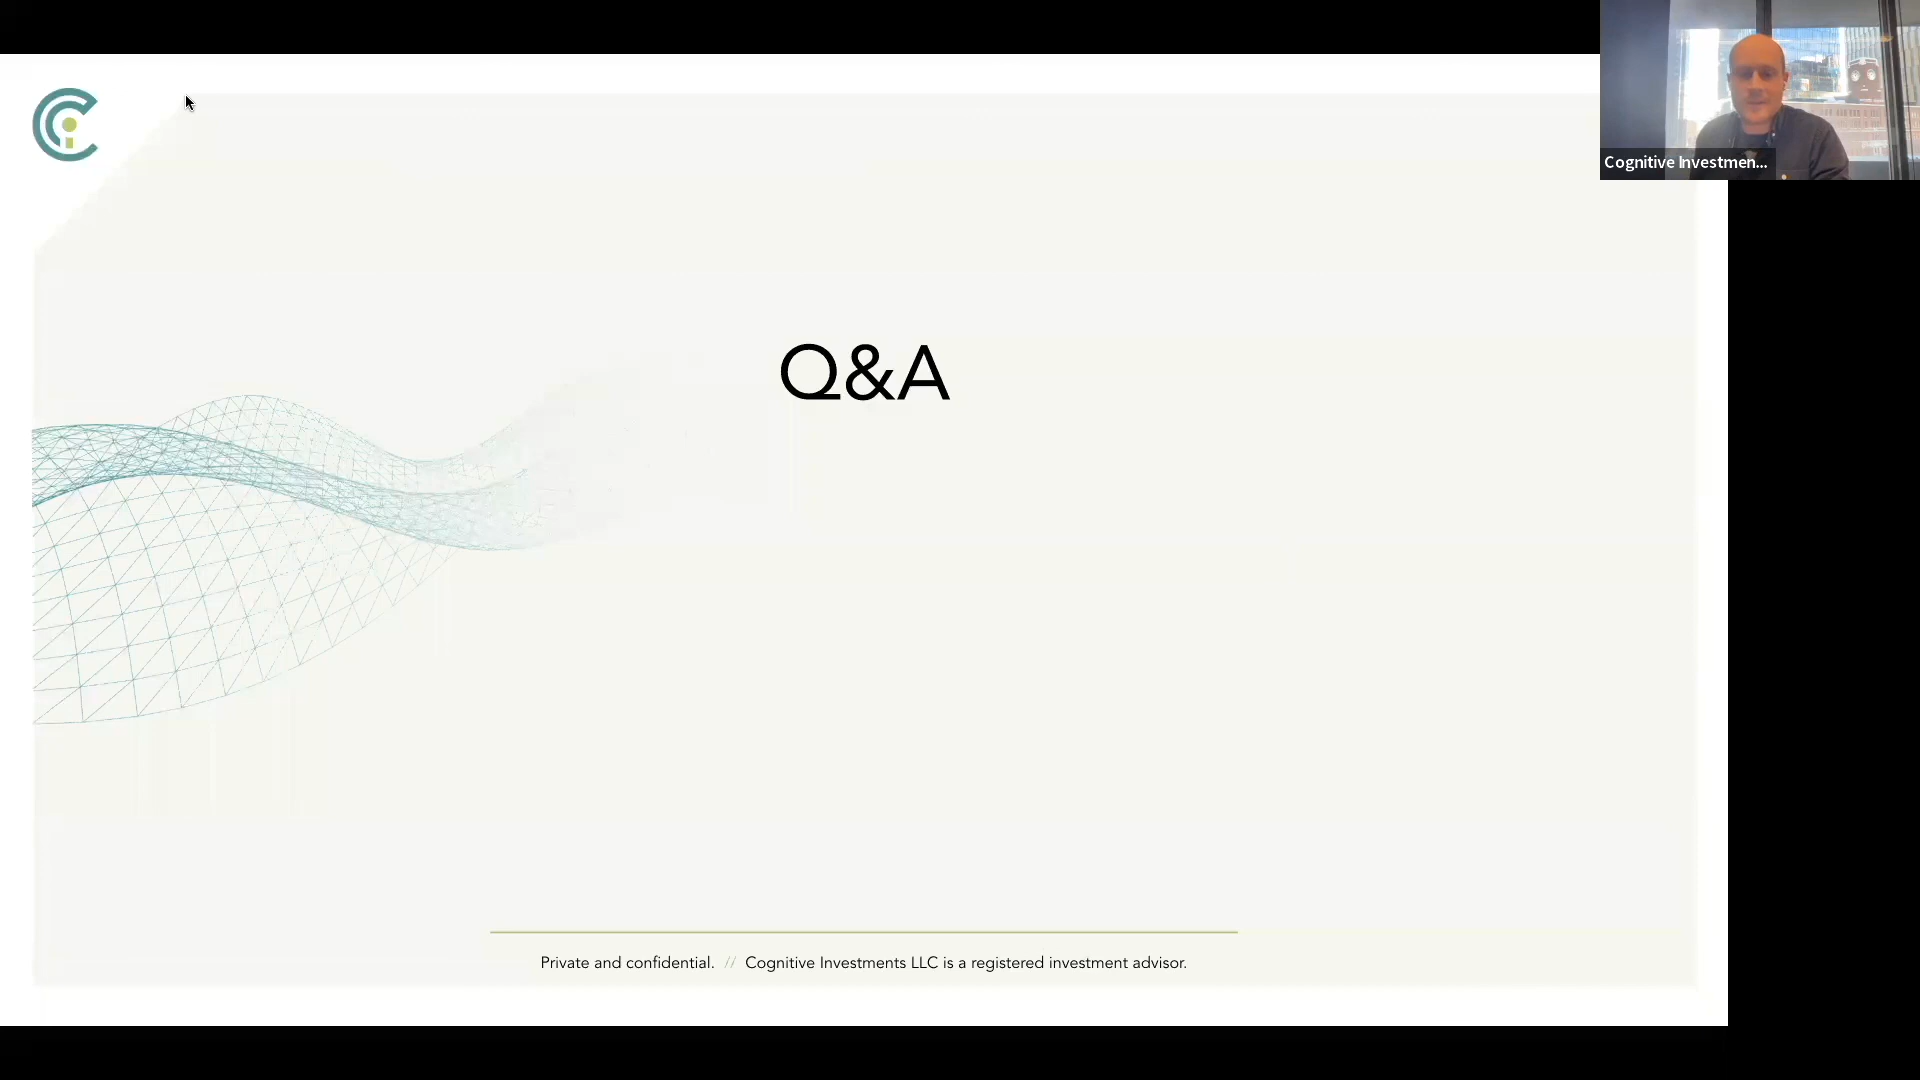 Cognitive Investmen...
Q&A
Private and confidential. // Cognitive Investments LLC is a registered investment advisor.